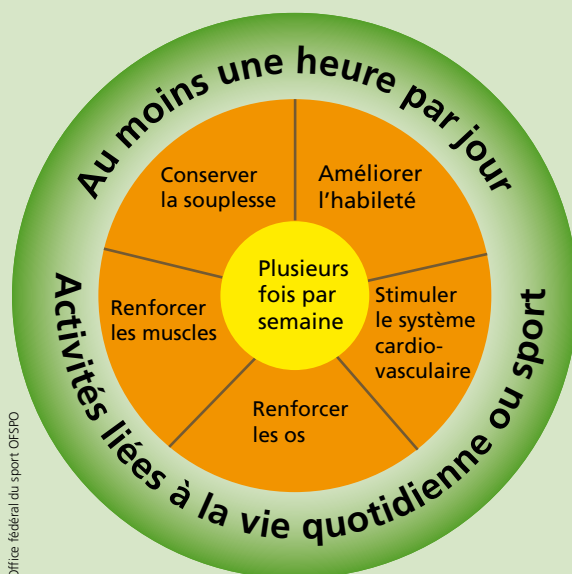 Au moins une heure par jour
Conserver
la souplesse
Améliorer
l'habileté
Plusieurs
fois par
semaine
Renforcer
les muscles
Stimuler
le système
cardio-
vasculaire
Renforcer
les os
Activités liées à la vie quotidienne ou sport
Office fédéral du sport OFSPO